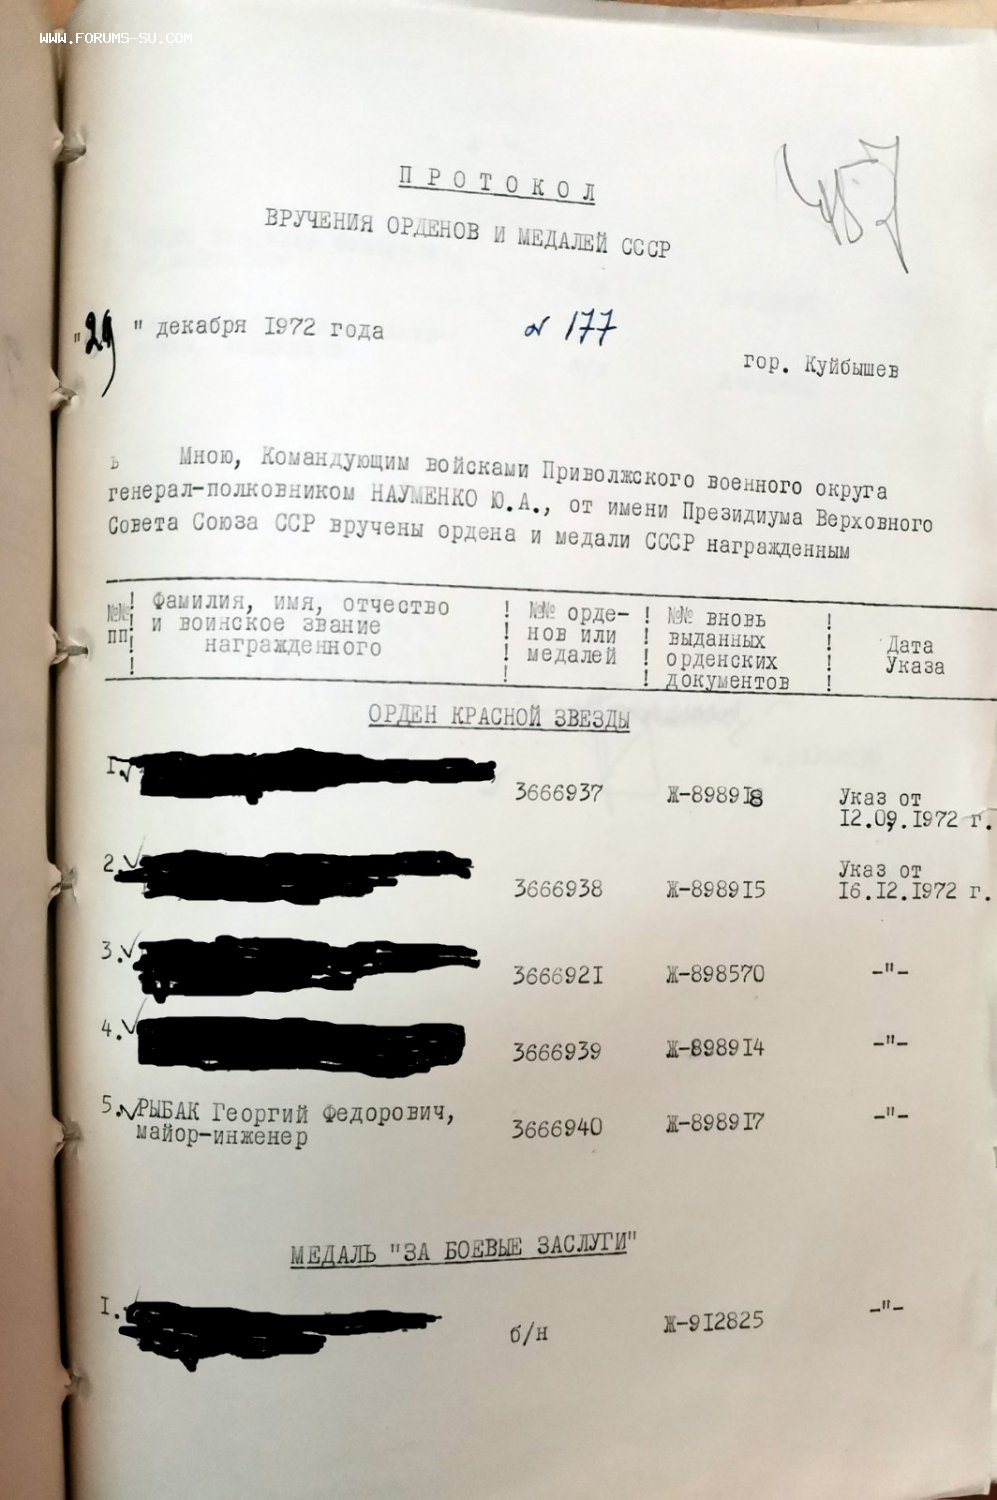 WWW.FORUMS-SU.COM
ПРОТОКОЛ
ВРУЧЕНИЯ ОРДЕНОВ И МЕДАЛЕЙ СССР
"29" декабря 1972 года
№ 177
гор. Куйбышев
ь Мною, Командующим войсками Приволжского военного округа
генерал-полковником НАУМЕНКО Ю.А., от имени Президиума Верховного
Совета Союза ССР вручены ордена и медали СССР награжденным
№№ пп ! Фамилия, имя, отчество и воинское звание награжденного ! №№ орде-нов или медалей ! №№ вновь выданных орденских документов ! Дата Указа
ОРДЕН КРАСНОЙ ЗВЕЗДЫ
1. 3666937 Ж-898918 Указ от
12.09.1972 г.
2. 3666938 Ж-898915 Указ от
16.12.1972 г.
3. 3666921 Ж-898570 -"-
4. 3666939 Ж-898914 -"-
5. РЫБАК Георгий Федорович,
майор-инженер 3666940 Ж-898917 -"-
МЕДАЛЬ "ЗА БОЕВЫЕ ЗАСЛУГИ"
1. б/н Ж-912825 -"-